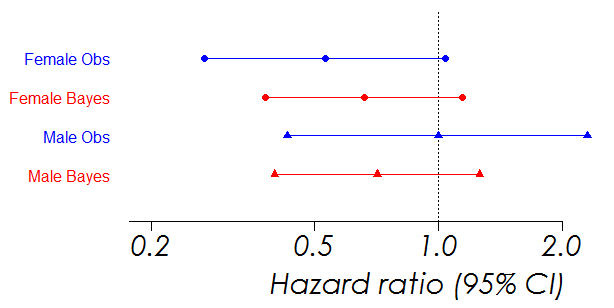 Female Obs
Female Bayes
Male Obs
Male Bayes
0.2 0.5 1.0 2.0
Hazard ratio (95% CI)